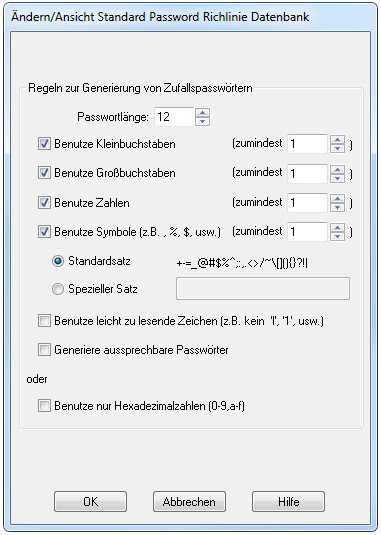 Ändern/Ansicht Standard Password Richlinie Datenbank
Regeln zur Generierung von Zufallspasswörtern
Passwortlänge: 12
Benutze Kleinbuchstaben (zumindest 1 )
Benutze Großbuchstaben (zumindest 1 )
Benutze Zahlen (zumindest 1 )
Benutze Symbole (z.B. , %, $, usw.) (zumindest 1 )
Standardsatz +-=_@#$%^;:,.<>/~\[](){}?!|
Spezieller Satz
Benutze leicht zu lesende Zeichen (z.B. kein 'l', '1', usw.)
Generiere aussprechbare Passwörter
oder
Benutze nur Hexadezimalzahlen (0-9,a-f)
OK Abbrechen Hilfe